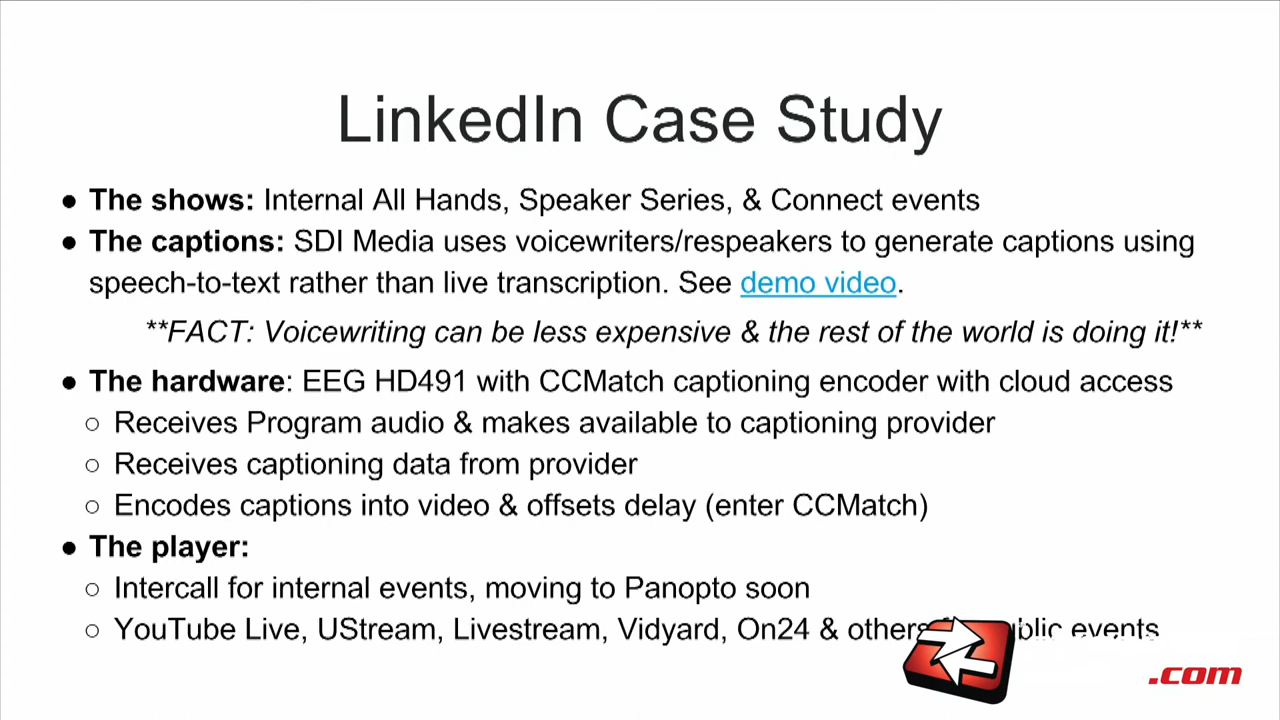 LinkedIn Case Study
● The shows: Internal All Hands, Speaker Series, & Connect events
● The captions: SDI Media uses voicewriters/respeakers to generate captions using
speech-to-text rather than live transcription. See demo video.
**FACT: Voicewriting can be less expensive & the rest of the world is doing it!**
● The hardware: EEG HD491 with CCMatch captioning encoder with cloud access
○ Receives Program audio & makes available to captioning provider
○ Receives captioning data from provider
○ Encodes captions into video & offsets delay (enter CCMatch)
● The player:
○ Intercall for internal events, moving to Panopto soon
○ YouTube Live, UStream, Livestream, Vidyard, On24 & others events
.com